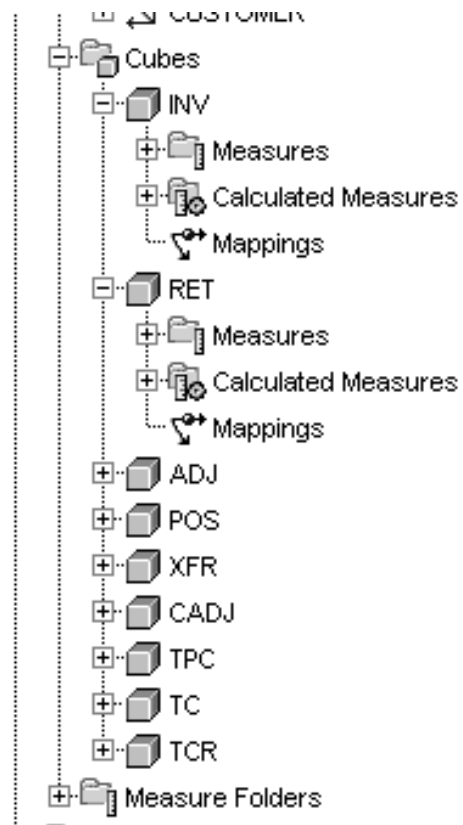 CUSTOMER
Cubes
INV
Measures
Calculated Measures
Mappings
RET
Measures
Calculated Measures
Mappings
ADJ
POS
XFR
CADJ
TPC
TC
TCR
Measure Folders